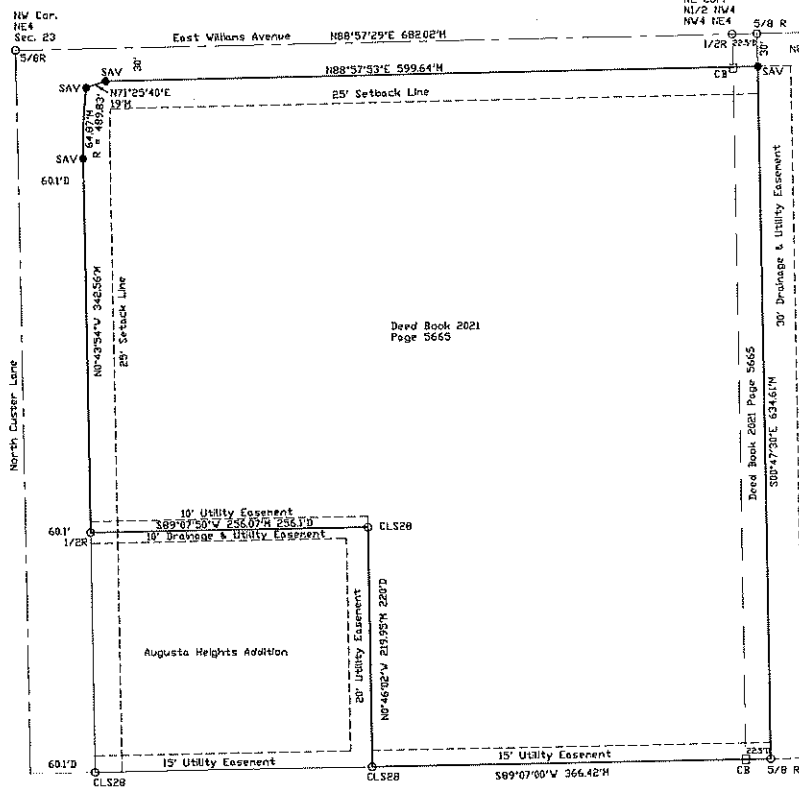 NW Cor.
NE4
Sec. 23
5/8R
East Williams Avenue
N88°57'29"E 682.02'M
N1/2 NW4
NW4 NE4
5/8 R
1/2R
22.5'D
30'
30'
SAV
N88°57'53"E 599.64'M
CB
SAV
SAV
N71°25'40"E
19'M
25' Setback Line
64.87'M
R = 489.83'
SAV
60.1'D
N0°43'54"W 342.56'M
25' Setback Line
North Custer Lane
Deed Book 2021
Page 5665
Deed Book 2021 Page 5665
S00°47'30"E 634.61'M
30' Drainage & Utility Easement
10' Utility Easement
S89°07'50"W 256.07'M 256.1'D
CLS28
60.1'
1/2R
10' Drainage & Utility Easement
20' Utility Easement
N0°46'02"W 219.95'M 220'D
Augusta Heights Addition
15' Utility Easement
15' Utility Easement
22.5'D
60.1'D
CLS28
CLS28
S89°07'00"W 366.42'M
CB
5/8 R